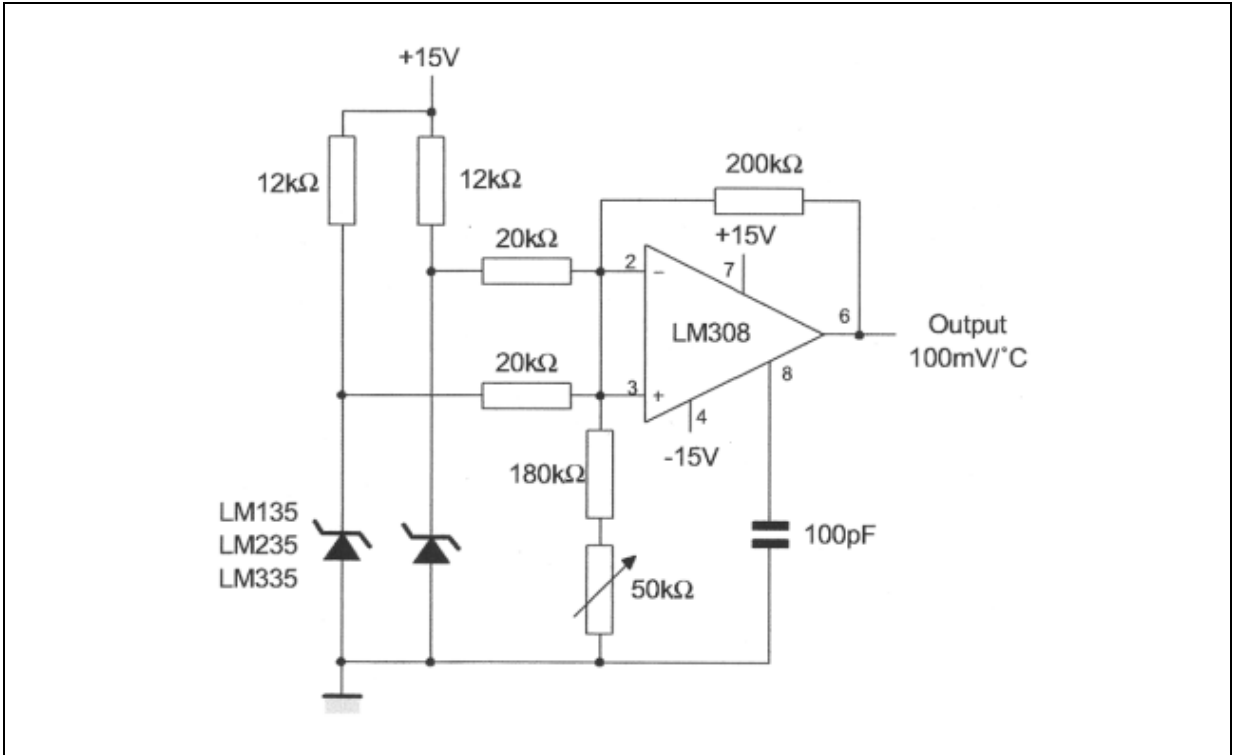 +15V
12kΩ
12kΩ
200kΩ
+15V
20kΩ
2
−
7
6
LM308
Output
100mV/˚C
20kΩ
8
3
+
4
-15V
180kΩ
LM135
LM235
LM335
100pF
50kΩ